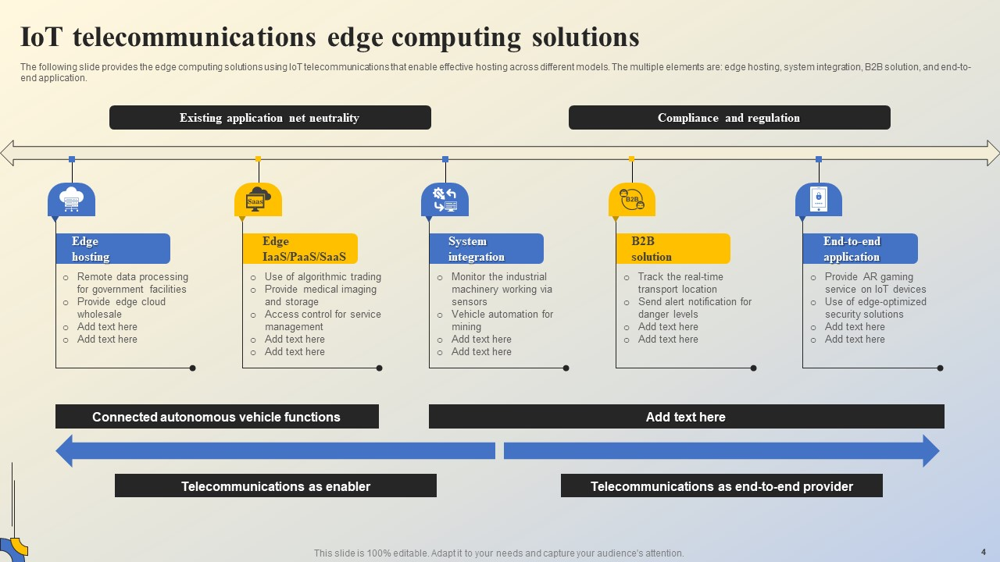 IoT telecommunications edge computing solutions
The following slide provides the edge computing solutions using IoT telecommunications that enable effective hosting across different models. The multiple elements are: edge hosting, system integration, B2B solution, and end-to-
end application.
Existing application net neutrality
Compliance and regulation
Saas
B2B
Edge
hosting
○ Remote data processing
for government facilities
○ Provide edge cloud
wholesale
○ Add text here
○ Add text here
Edge
IaaS/PaaS/SaaS
○ Use of algorithmic trading
○ Provide medical imaging
and storage
○ Access control for service
management
○ Add text here
○ Add text here
System
integration
○ Monitor the industrial
machinery working via
sensors
○ Vehicle automation for
mining
○ Add text here
○ Add text here
B2B
solution
○ Track the real-time
transport location
○ Send alert notification for
danger levels
○ Add text here
○ Add text here
End-to-end
application
○ Provide AR gaming
service on IoT devices
○ Use of edge-optimized
security solutions
○ Add text here
○ Add text here
Connected autonomous vehicle functions
Add text here
Telecommunications as enabler
Telecommunications as end-to-end provider
This slide is 100% editable. Adapt it to your needs and capture your audience's attention.
4